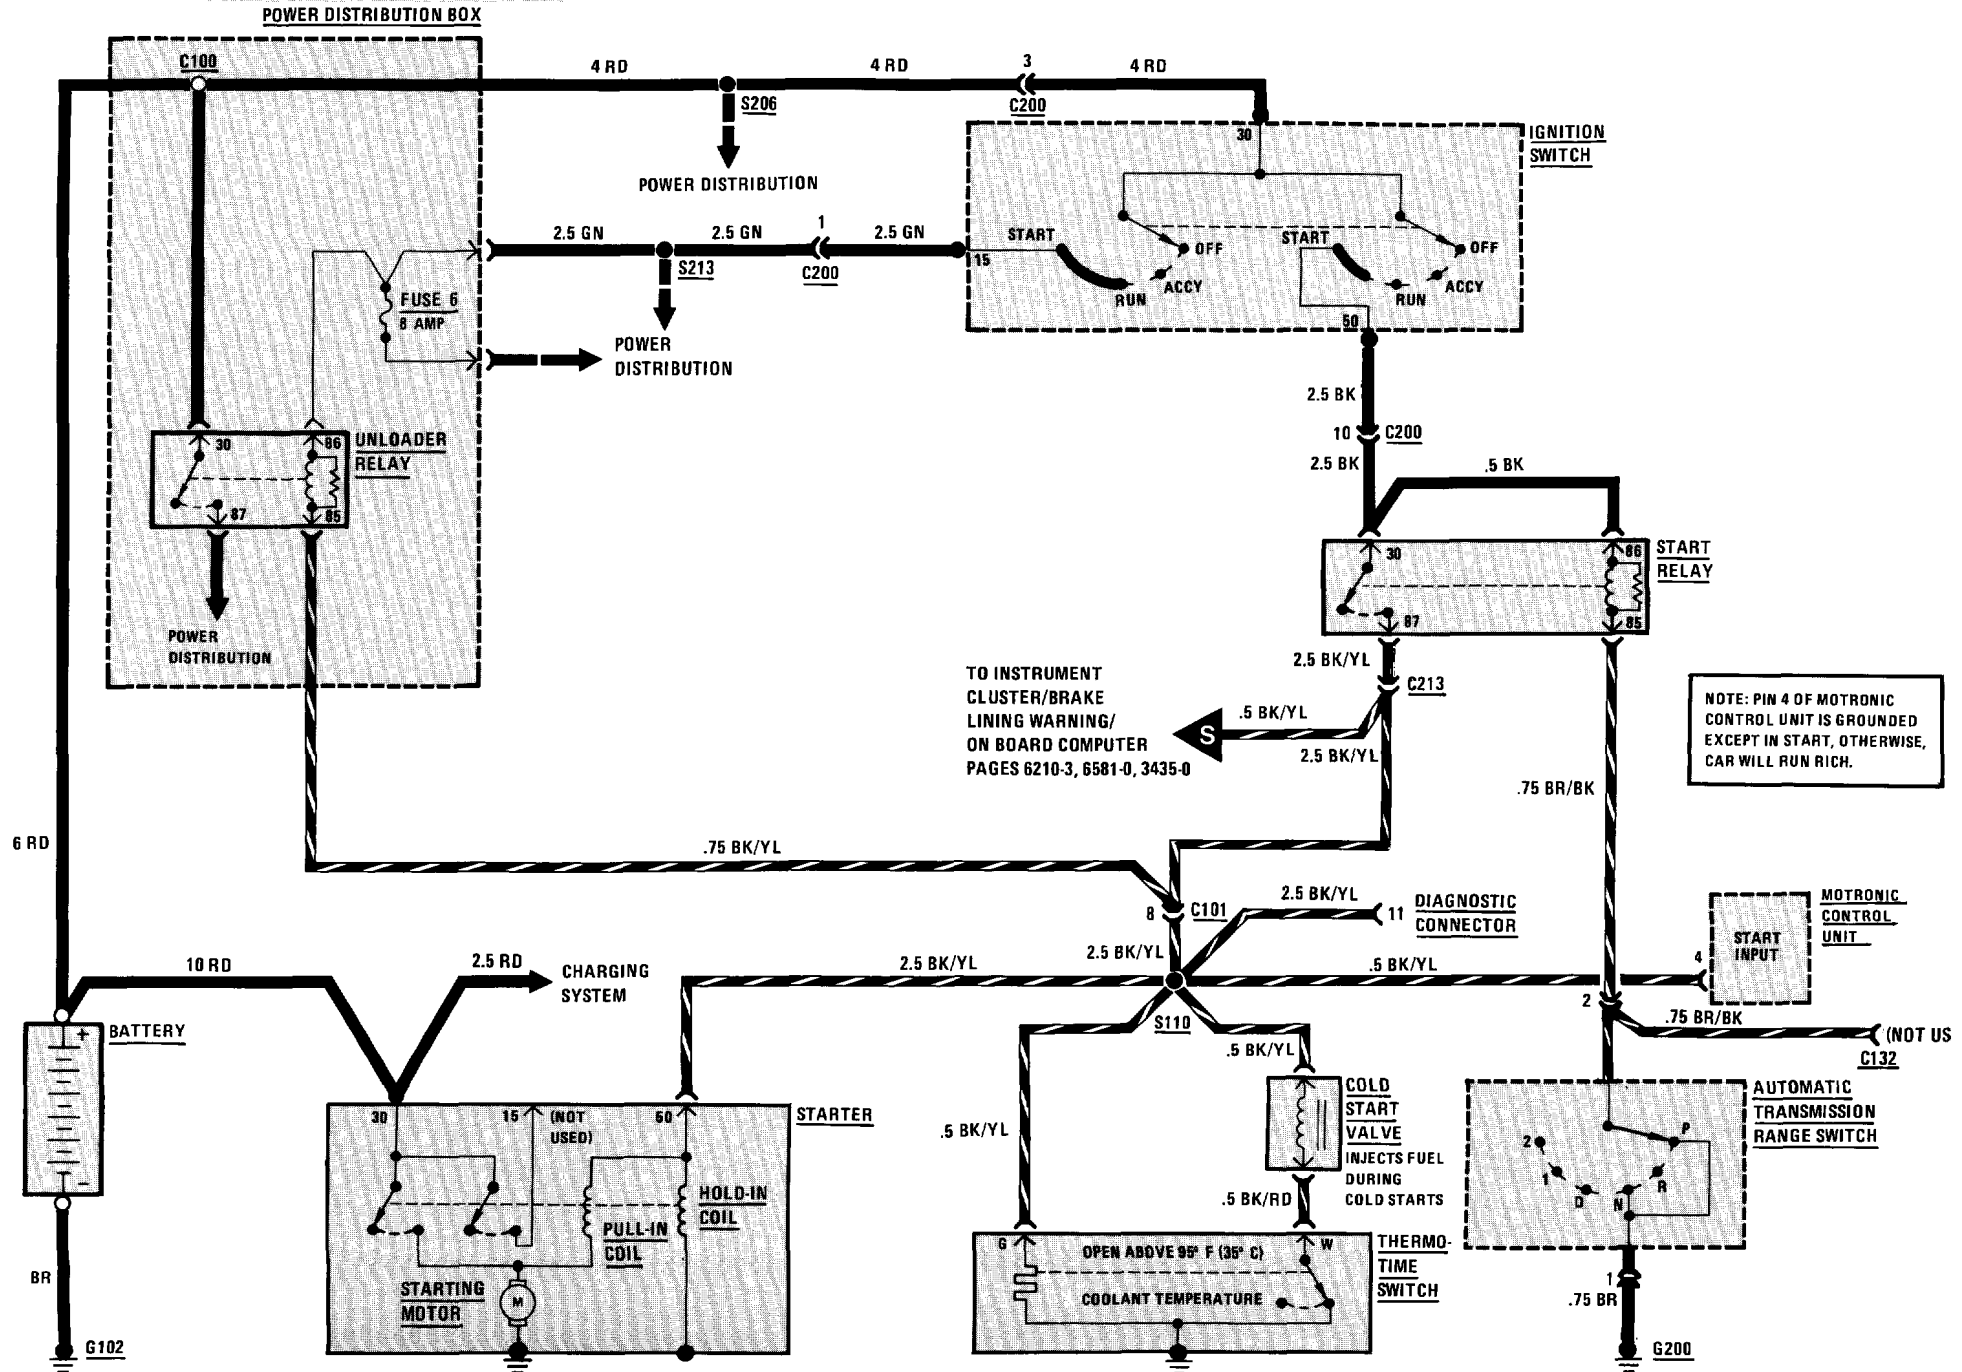 POWER DISTRIBUTION BOX
C100
4 RD
4 RD
3
4 RD
S206
C200
30
IGNITION
SWITCH
POWER DISTRIBUTION
2.5 GN
2.5 GN
1
2.5 GN
START
OFF
START
OFF
S213
C200
15
ACCY
RUN
ACCY
RUN
FUSE 6
8 AMP
50
POWER
DISTRIBUTION
2.5 BK
10
C200
30
86
UNLOADER
RELAY
2.5 BK
.5 BK
87
85
30
86
START
RELAY
87
85
POWER
DISTRIBUTION
2.5 BK/YL
C213
TO INSTRUMENT
CLUSTER/BRAKE
LINING WARNING/
ON BOARD COMPUTER
PAGES 6210-3, 6581-0, 3435-0
S
.5 BK/YL
2.5 BK/YL
NOTE: PIN 4 OF MOTRONIC
CONTROL UNIT IS GROUNDED
EXCEPT IN START, OTHERWISE,
CAR WILL RUN RICH.
.75 BR/BK
6 RD
.75 BK/YL
8
C101
2.5 BK/YL
11
DIAGNOSTIC
CONNECTOR
MOTRONIC
CONTROL
UNIT
START
INPUT
4
10 RD
2.5 RD
CHARGING
SYSTEM
2.5 BK/YL
2.5 BK/YL
.5 BK/YL
2
S110
.75 BR/BK
(NOT US
C132
BATTERY
+
-
.5 BK/YL
30
15
(NOT
USED)
50
STARTER
.5 BK/YL
COLD
START
VALVE
INJECTS FUEL
DURING
COLD STARTS
AUTOMATIC
TRANSMISSION
RANGE SWITCH
2
P
1
R
D
N
HOLD-IN
COIL
PULL-IN
COIL
.5 BK/RD
G
OPEN ABOVE 95° F (35° C)
W
THERMO-
TIME
SWITCH
COOLANT TEMPERATURE
BR
STARTING
MOTOR
M
1
.75 BR
G102
G200